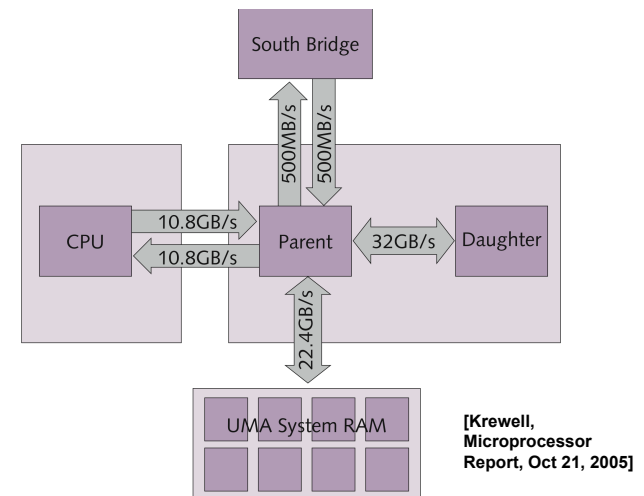 South Bridge
500MB/s
500MB/s
10.8GB/s
CPU
Parent
32GB/s
Daughter
10.8GB/s
22.4GB/s
UMA System RAM
[Krewell,
Microprocessor
Report, Oct 21, 2005]